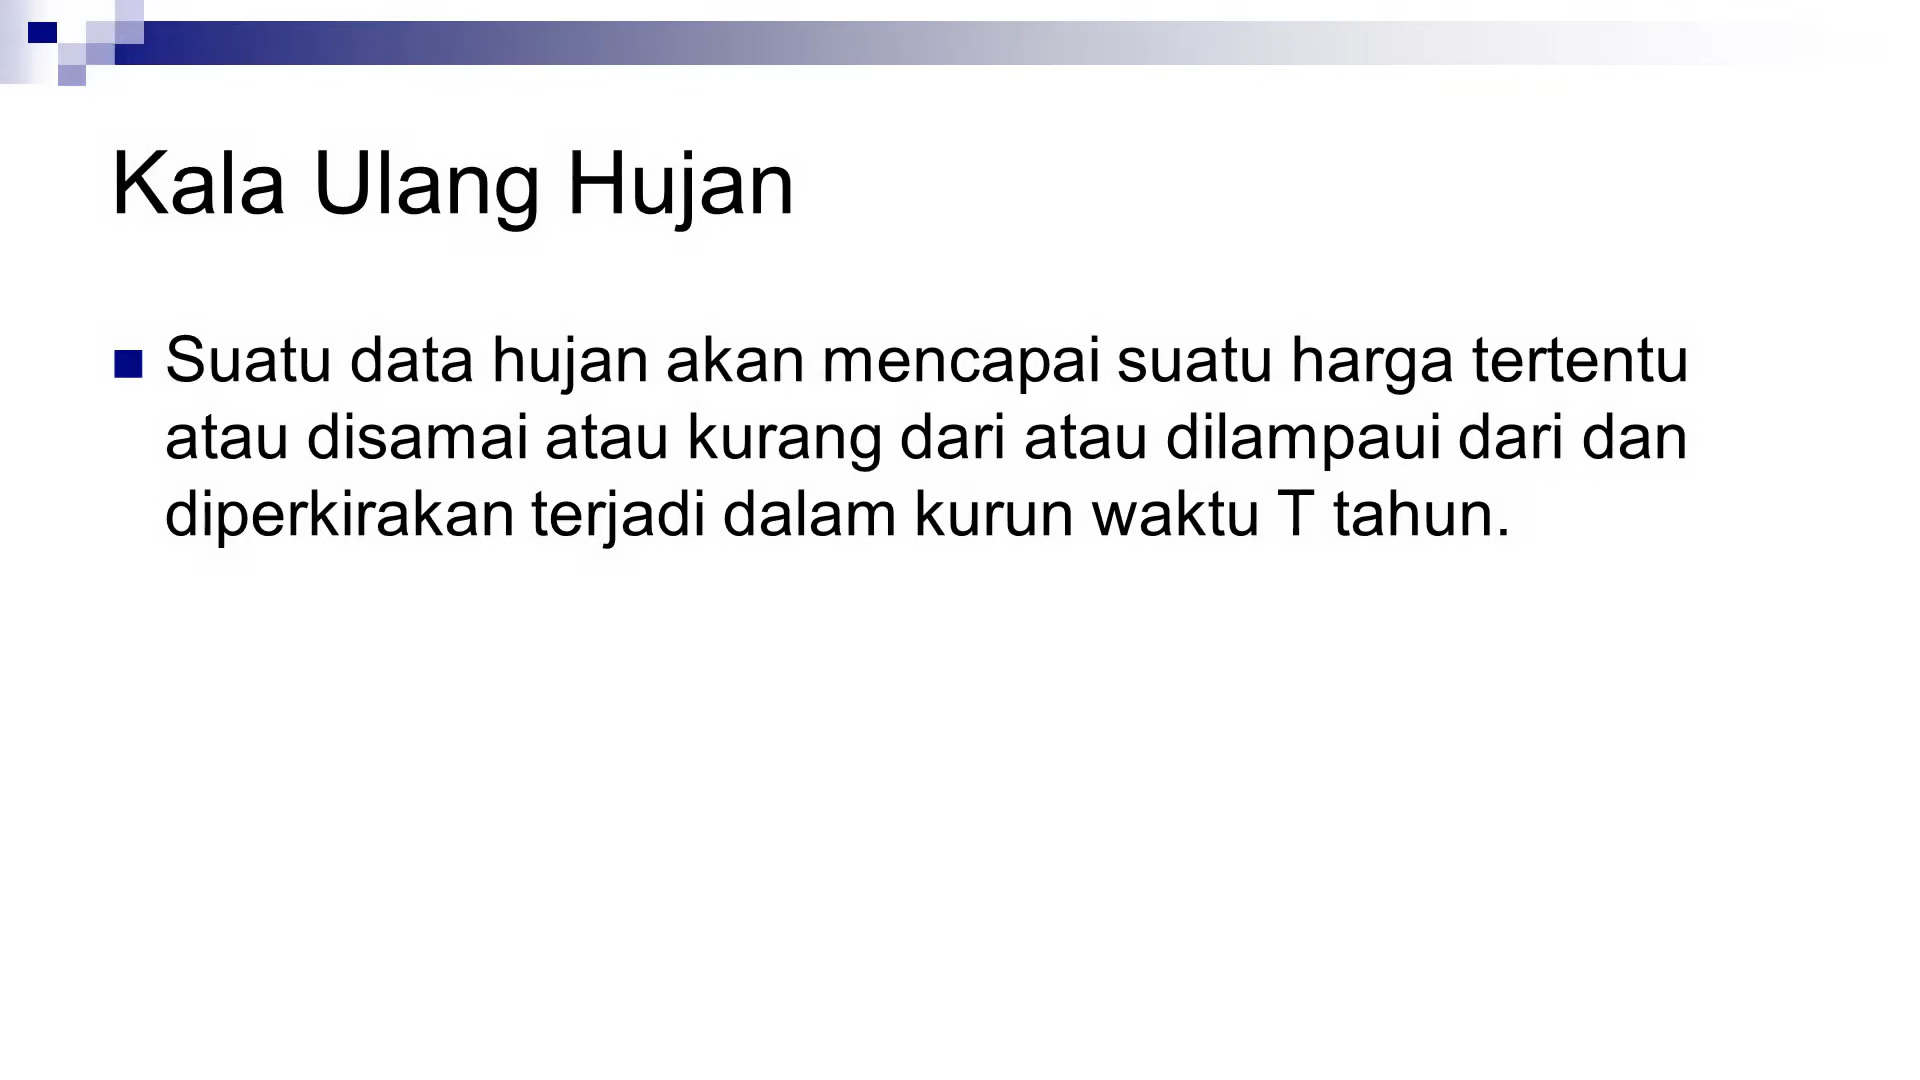 Kala Ulang Hujan
Suatu data hujan akan mencapai suatu harga tertentu
atau disamai atau kurang dari atau dilampaui dari dan
diperkirakan terjadi dalam kurun waktu T tahun.